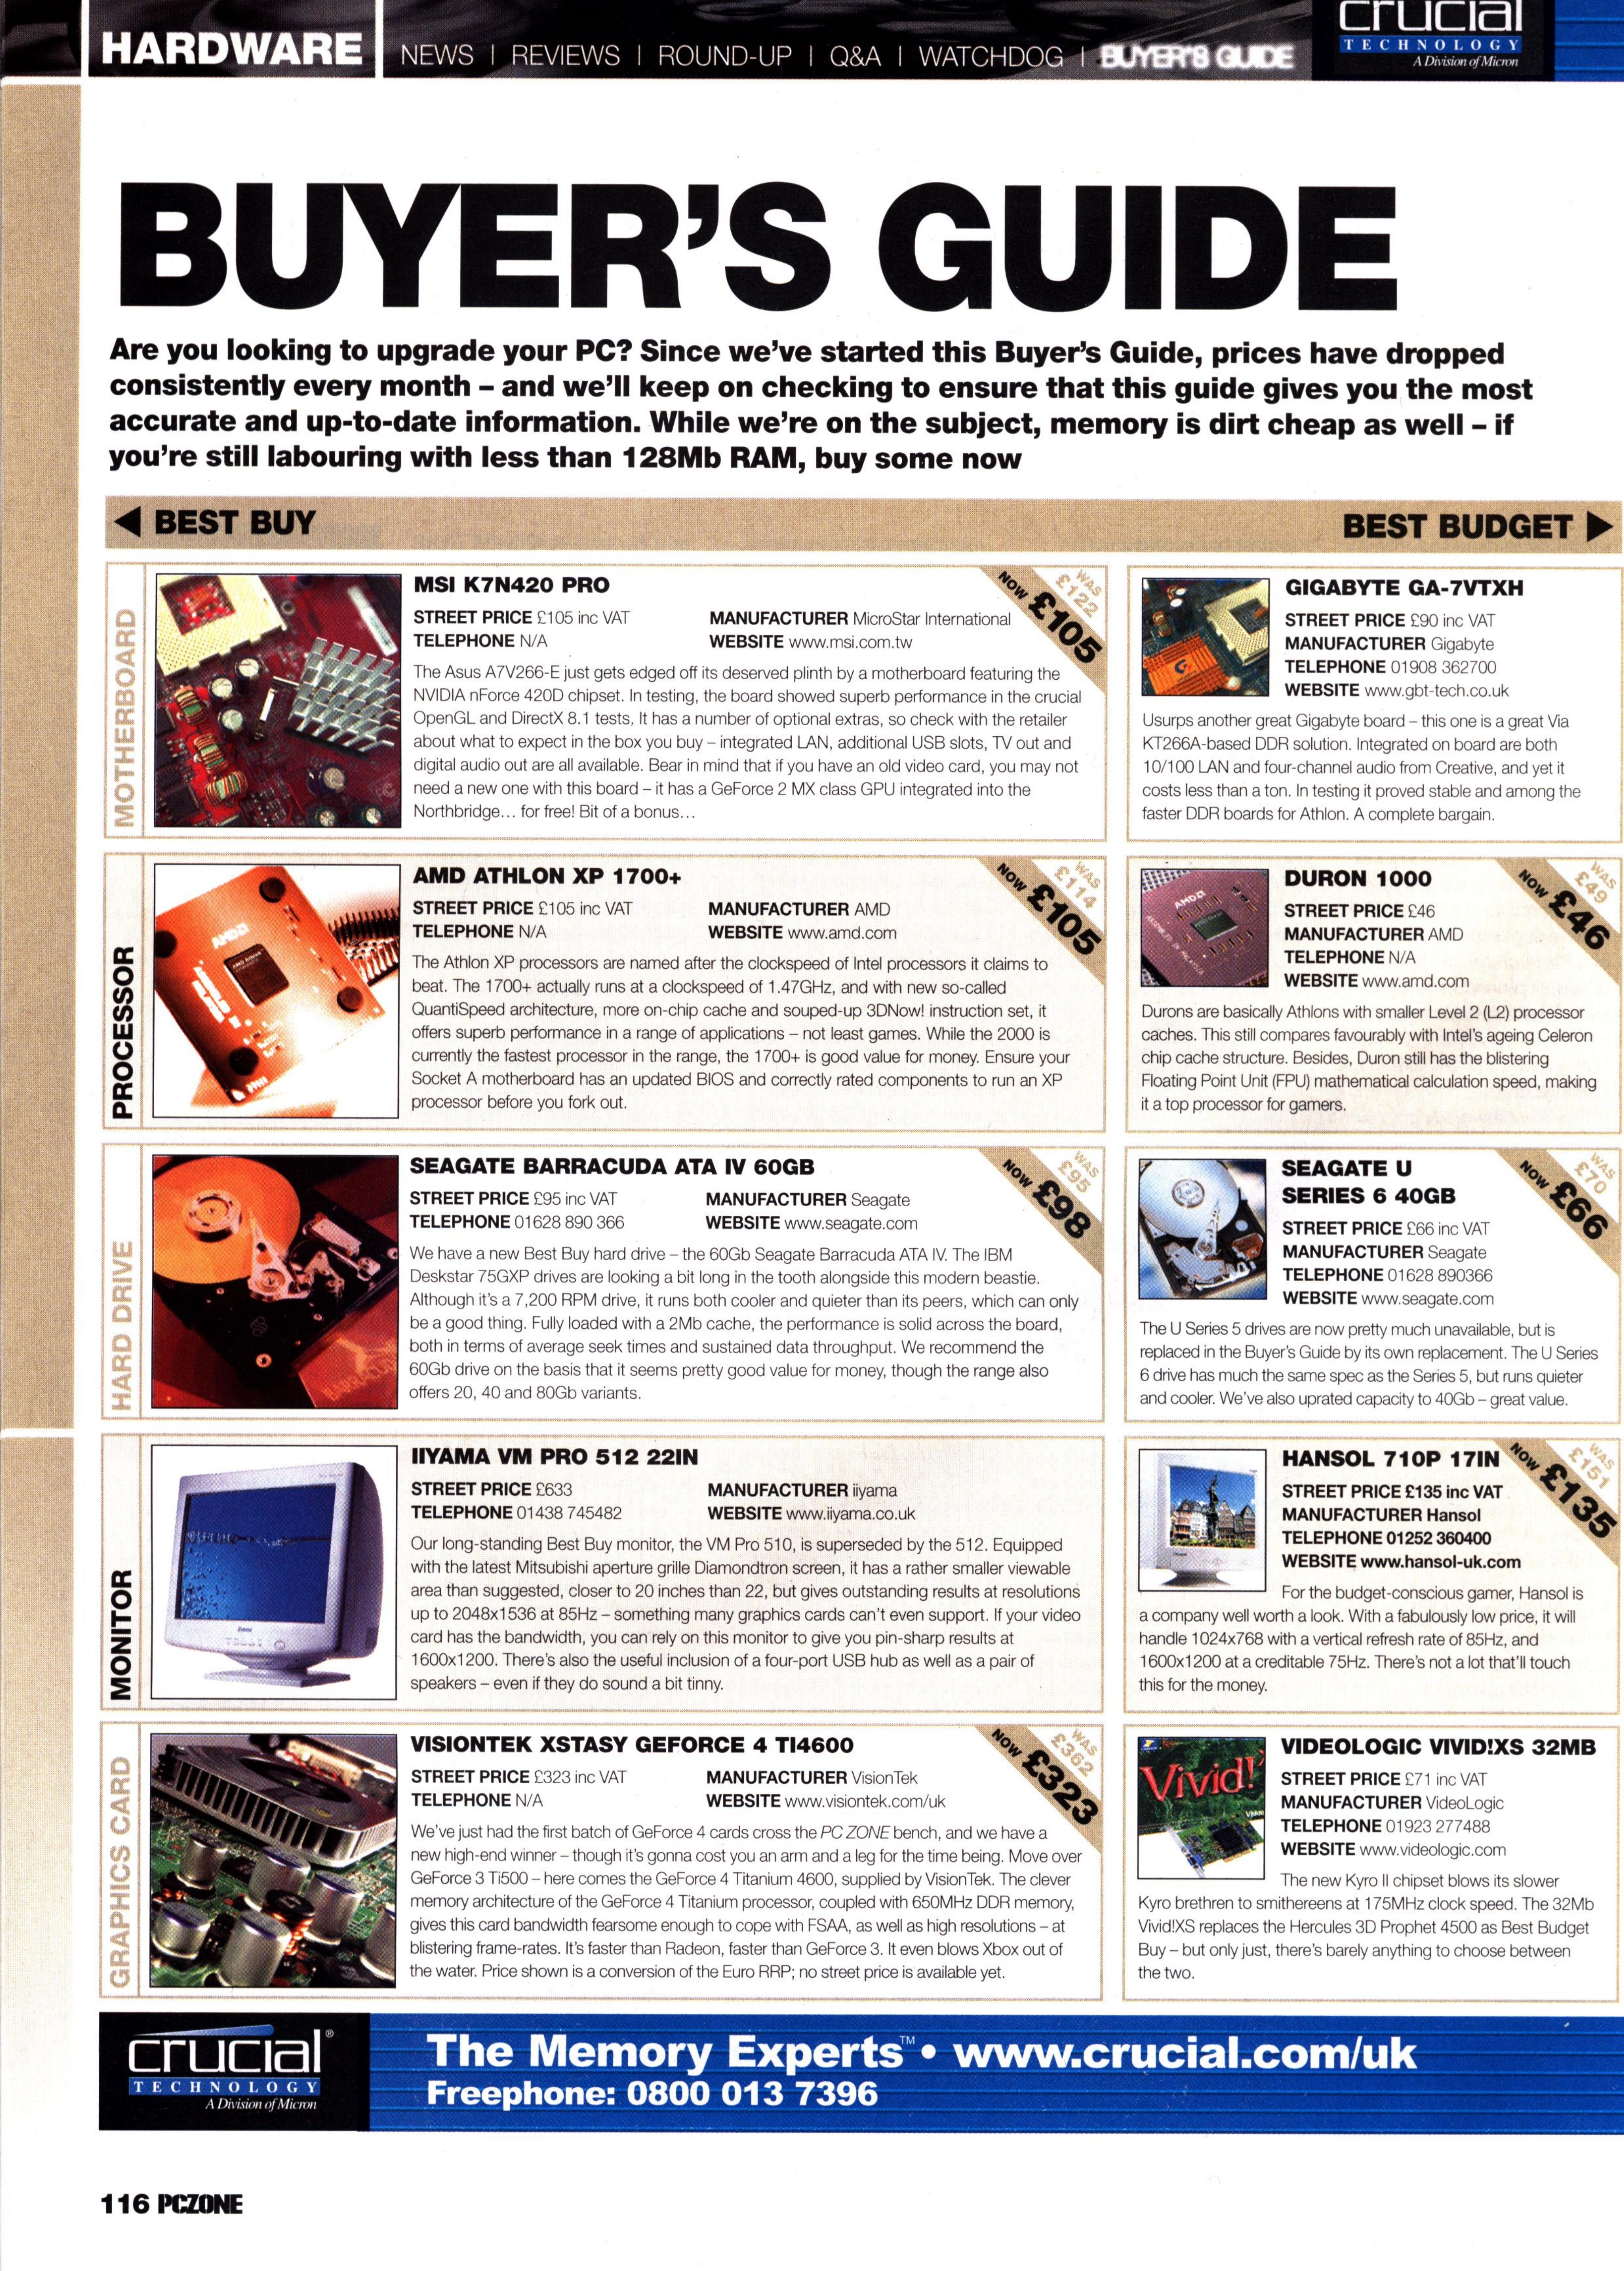 HARDWARE
NEWS | REVIEWS | ROUND-UP | Q&A | WATCHDOG | BUYER'S GUIDE
crucial
TECHNOLOGY
A Division of Micron
BUYER'S GUIDE
Are you looking to upgrade your PC? Since we've started this Buyer's Guide, prices have dropped
consistently every month – and we'll keep on checking to ensure that this guide gives you the most
accurate and up-to-date information. While we're on the subject, memory is dirt cheap as well – if
you're still labouring with less than 128Mb RAM, buy some now
◀ BEST BUY
BEST BUDGET ▶
MOTHERBOARD
MSI K7N420 PRO
STREET PRICE £105 inc VAT
MANUFACTURER MicroStar International
TELEPHONE N/A
WEBSITE www.msi.com.tw
WAS £122
NOW £105
The Asus A7V266-E just gets edged off its deserved plinth by a motherboard featuring the
NVIDIA nForce 420D chipset. In testing, the board showed superb performance in the crucial
OpenGL and DirectX 8.1 tests. It has a number of optional extras, so check with the retailer
about what to expect in the box you buy – integrated LAN, additional USB slots, TV out and
digital audio out are all available. Bear in mind that if you have an old video card, you may not
need a new one with this board – it has a GeForce 2 MX class GPU integrated into the
Northbridge... for free! Bit of a bonus...
GIGABYTE GA-7VTXH
STREET PRICE £90 inc VAT
MANUFACTURER Gigabyte
TELEPHONE 01908 362700
WEBSITE www.gbt-tech.co.uk
Usurps another great Gigabyte board – this one is a great Via
KT266A-based DDR solution. Integrated on board are both
10/100 LAN and four-channel audio from Creative, and yet it
costs less than a ton. In testing it proved stable and among the
faster DDR boards for Athlon. A complete bargain.
PROCESSOR
AMD
AMD Athlon
AMD ATHLON XP 1700+
STREET PRICE £105 inc VAT
MANUFACTURER AMD
TELEPHONE N/A
WEBSITE www.amd.com
WAS £114
NOW £105
The Athlon XP processors are named after the clockspeed of Intel processors it claims to
beat. The 1700+ actually runs at a clockspeed of 1.47GHz, and with new so-called
QuantiSpeed architecture, more on-chip cache and souped-up 3DNow! instruction set, it
offers superb performance in a range of applications – not least games. While the 2000 is
currently the fastest processor in the range, the 1700+ is good value for money. Ensure your
Socket A motherboard has an updated BIOS and correctly rated components to run an XP
processor before you fork out.
AMD
ASSEMBLED IN MALAYSIA
DURON 1000
STREET PRICE £46
MANUFACTURER AMD
TELEPHONE N/A
WEBSITE www.amd.com
WAS £49
NOW £46
Durons are basically Athlons with smaller Level 2 (L2) processor
caches. This still compares favourably with Intel's ageing Celeron
chip cache structure. Besides, Duron still has the blistering
Floating Point Unit (FPU) mathematical calculation speed, making
it a top processor for gamers.
HARD DRIVE
SEAGATE BARRACUDA ATA IV 60GB
STREET PRICE £95 inc VAT
MANUFACTURER Seagate
TELEPHONE 01628 890 366
WEBSITE www.seagate.com
WAS £95
NOW £98
We have a new Best Buy hard drive – the 60Gb Seagate Barracuda ATA IV. The IBM
Deskstar 75GXP drives are looking a bit long in the tooth alongside this modern beastie.
Although it's a 7,200 RPM drive, it runs both cooler and quieter than its peers, which can only
be a good thing. Fully loaded with a 2Mb cache, the performance is solid across the board,
both in terms of average seek times and sustained data throughput. We recommend the
60Gb drive on the basis that it seems pretty good value for money, though the range also
offers 20, 40 and 80Gb variants.
SEAGATE U
SERIES 6 40GB
STREET PRICE £66 inc VAT
MANUFACTURER Seagate
TELEPHONE 01628 890366
WEBSITE www.seagate.com
WAS £70
NOW £66
The U Series 5 drives are now pretty much unavailable, but is
replaced in the Buyer's Guide by its own replacement. The U Series
6 drive has much the same spec as the Series 5, but runs quieter
and cooler. We've also uprated capacity to 40Gb – great value.
MONITOR
IIYAMA VM PRO 512 22IN
STREET PRICE £633
MANUFACTURER iiyama
TELEPHONE 01438 745482
WEBSITE www.iiyama.co.uk
Our long-standing Best Buy monitor, the VM Pro 510, is superseded by the 512. Equipped
with the latest Mitsubishi aperture grille Diamondtron screen, it has a rather smaller viewable
area than suggested, closer to 20 inches than 22, but gives outstanding results at resolutions
up to 2048x1536 at 85Hz – something many graphics cards can't even support. If your video
card has the bandwidth, you can rely on this monitor to give you pin-sharp results at
1600x1200. There's also the useful inclusion of a four-port USB hub as well as a pair of
speakers – even if they do sound a bit tinny.
HANSOL 710P 17IN
STREET PRICE £135 inc VAT
MANUFACTURER Hansol
TELEPHONE 01252 360400
WEBSITE www.hansol-uk.com
WAS £151
NOW £135
For the budget-conscious gamer, Hansol is
a company well worth a look. With a fabulously low price, it will
handle 1024x768 with a vertical refresh rate of 85Hz, and
1600x1200 at a creditable 75Hz. There's not a lot that'll touch
this for the money.
GRAPHICS CARD
VISIONTEK XSTASY GEFORCE 4 TI4600
STREET PRICE £323 inc VAT
MANUFACTURER VisionTek
TELEPHONE N/A
WEBSITE www.visiontek.com/uk
WAS £362
NOW £323
We've just had the first batch of GeForce 4 cards cross the PC ZONE bench, and we have a
new high-end winner – though it's gonna cost you an arm and a leg for the time being. Move over
GeForce 3 Ti500 – here comes the GeForce 4 Titanium 4600, supplied by VisionTek. The clever
memory architecture of the GeForce 4 Titanium processor, coupled with 650MHz DDR memory,
gives this card bandwidth fearsome enough to cope with FSAA, as well as high resolutions – at
blistering frame-rates. It's faster than Radeon, faster than GeForce 3. It even blows Xbox out of
the water. Price shown is a conversion of the Euro RRP; no street price is available yet.
Vivid!
VIDEOLOGIC VIVID!XS 32MB
STREET PRICE £71 inc VAT
MANUFACTURER VideoLogic
TELEPHONE 01923 277488
WEBSITE www.videologic.com
The new Kyro II chipset blows its slower
Kyro brethren to smithereens at 175MHz clock speed. The 32Mb
Vivid!XS replaces the Hercules 3D Prophet 4500 as Best Budget
Buy – but only just, there's barely anything to choose between
the two.
crucial®
TECHNOLOGY
A Division of Micron
The Memory Experts™ • www.crucial.com/uk
Freephone: 0800 013 7396
116 PCZONE